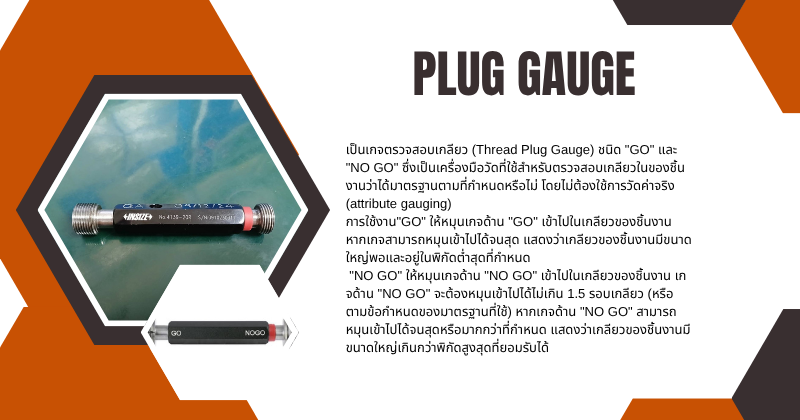 PLUG GAUGE
เป็นเกจตรวจสอบเกลียว (Thread Plug Gauge) ชนิด "GO" และ
"NO GO" ซึ่งเป็นเครื่องมือวัดที่ใช้สำหรับตรวจสอบเกลียวในของชิ้น
งานว่าได้มาตรฐานตามที่กำหนดหรือไม่ โดยไม่ต้องใช้การวัดค่าจริง
(attribute gauging)
การใช้งาน"GO" ให้หมุนเกจด้าน "GO" เข้าไปในเกลียวของชิ้นงาน
หากเกจสามารถหมุนเข้าไปได้จนสุด แสดงว่าเกลียวของชิ้นงานมีขนาด
ใหญ่พอและอยู่ในพิกัดต่ำสุดที่กำหนด
"NO GO" ให้หมุนเกจด้าน "NO GO" เข้าไปในเกลียวของชิ้นงาน เก
จด้าน "NO GO" จะต้องหมุนเข้าไปได้ไม่เกิน 1.5 รอบเกลียว (หรือ
ตามข้อกำหนดของมาตรฐานที่ใช้) หากเกจด้าน "NO GO" สามารถ
หมุนเข้าไปได้จนสุดหรือมากกว่าที่กำหนด แสดงว่าเกลียวของชิ้นงานมี
ขนาดใหญ่เกินกว่าพิกัดสูงสุดที่ยอมรับได้
INSIZE
GO NOGO